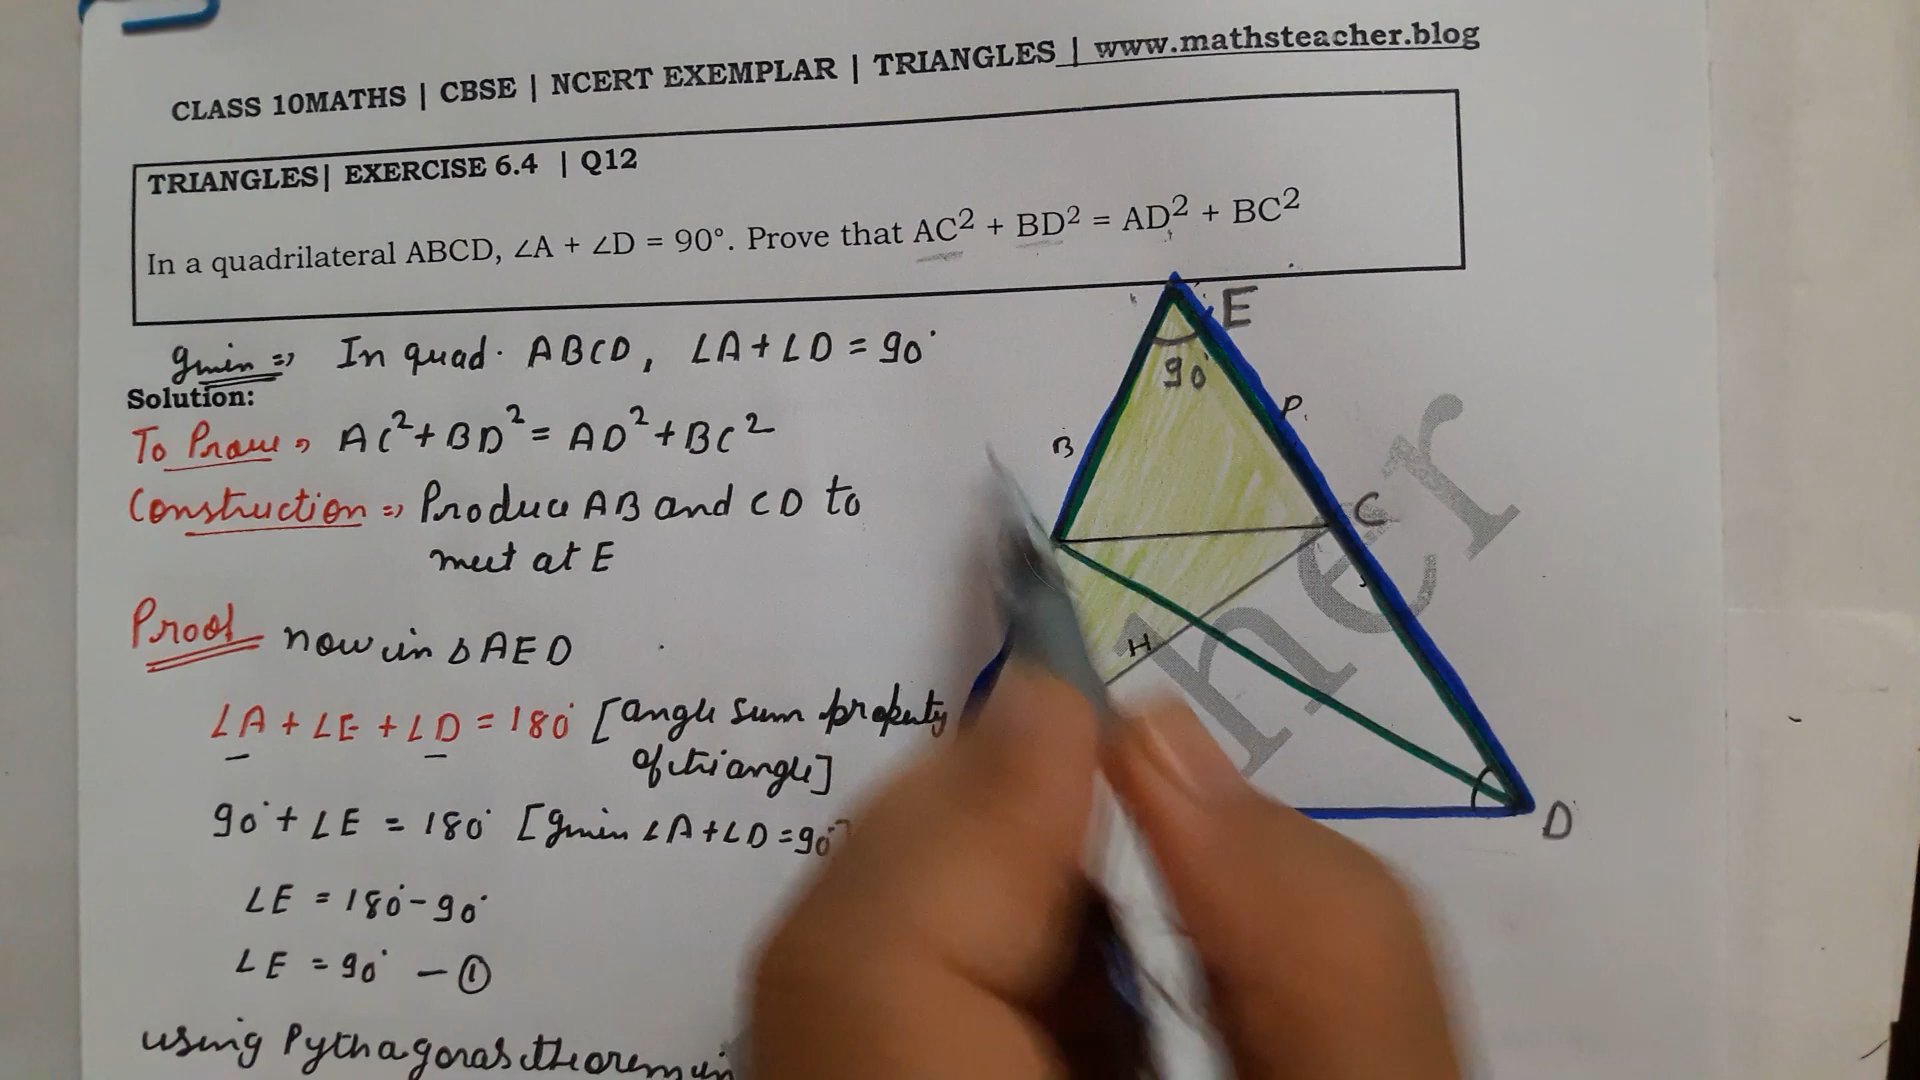 CLASS 10MATHS | CBSE | NCERT EXEMPLAR | TRIANGLES | www.mathsteacher.blog
TRIANGLES| EXERCISE 6.4 | Q12
In a quadrilateral ABCD, ∠A + ∠D = 90°. Prove that AC² + BD² = AD² + BC²
given ⇒ In quad. ABCD, ∠A + ∠D = 90°
Solution:
To Prove ⇒ AC² + BD² = AD² + BC²
Construction ⇒ Produce AB and CD to
meet at E
Proof now in △AED
∠A + ∠E + ∠D = 180° [angle sum property
of triangle]
90° + ∠E = 180° [given ∠A + ∠D = 90°]
∠E = 180° - 90°
∠E = 90° - ①
using Pythagoras theorem in
E
90°
P
B
C
H
D
her